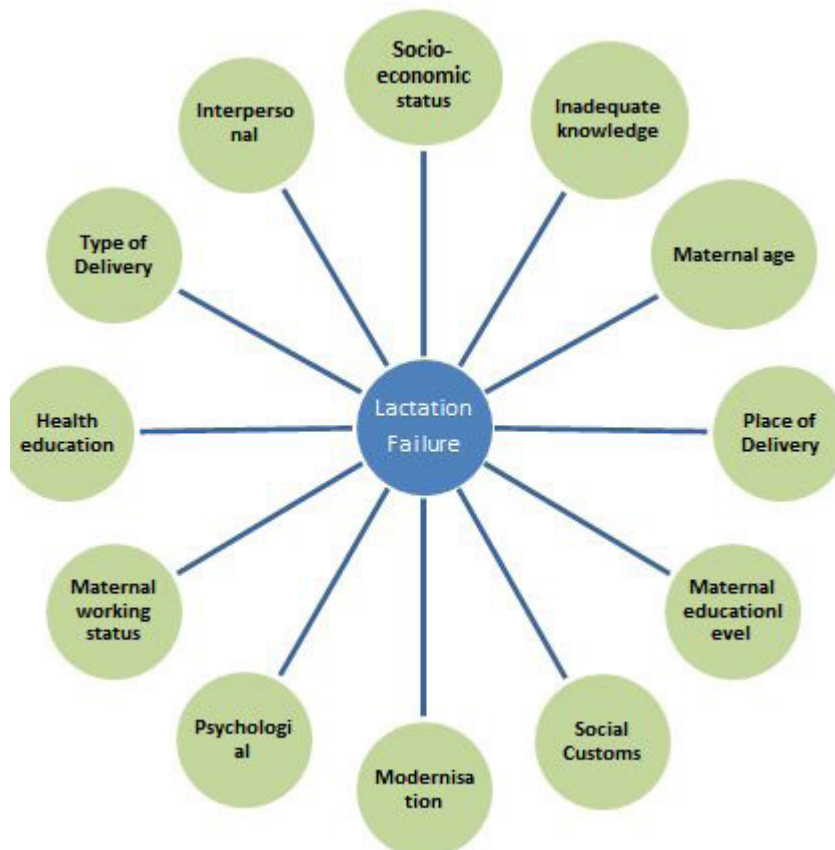 Socio-
economic
status
Inadequate
knowledge
Maternal age
Place of
Delivery
Maternal
educationl
evel
Social
Customs
Modernisa
tion
Psychologi
al
Maternal
working
status
Health
education
Type of
Delivery
Interperso
nal
Lactation
Failure